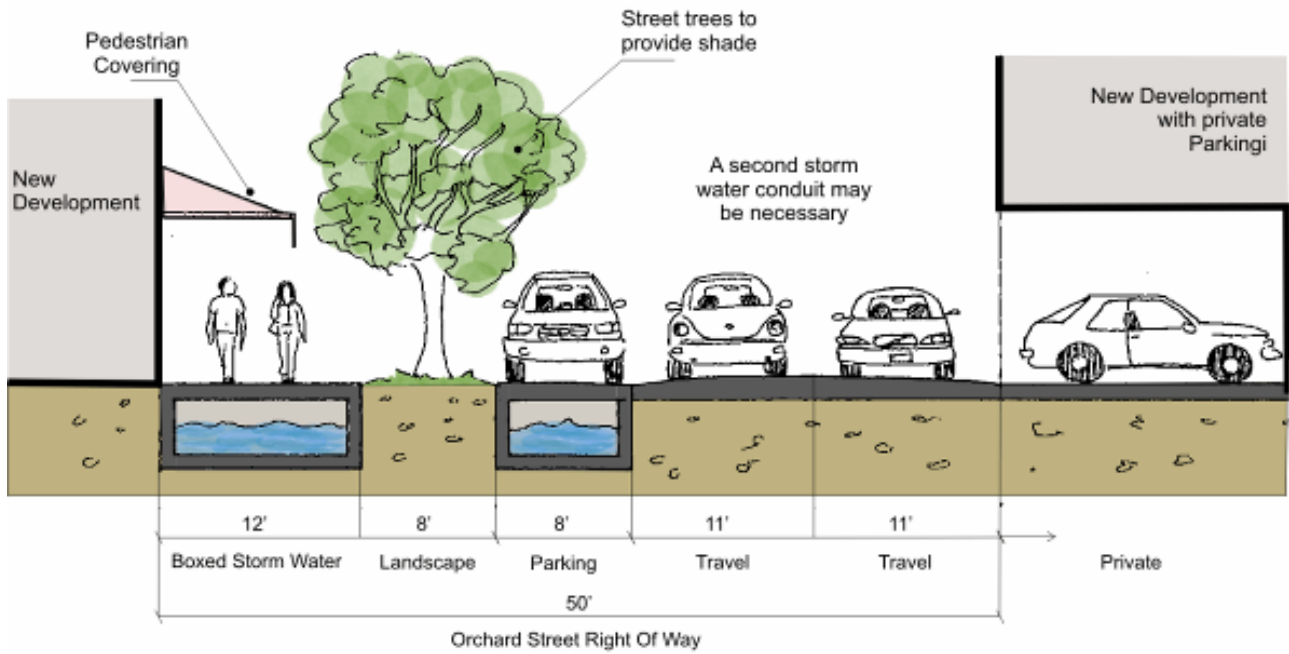 Street trees to
provide shade
Pedestrian
Covering
New Development
with private
Parkingi
A second storm
water conduit may
be necessary
New
Development
12' 8' 8' 11' 11'
Boxed Storm Water Landscape Parking Travel Travel Private
50'
Orchard Street Right Of Way